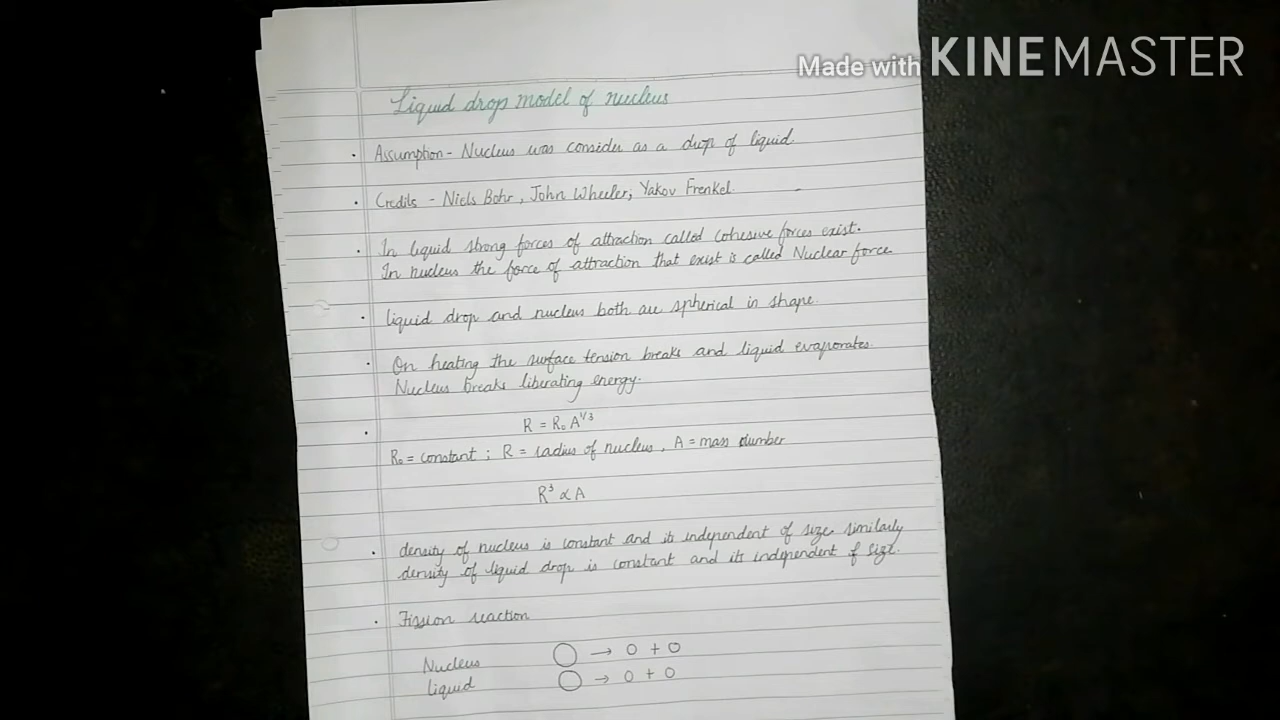 Made with KINEMASTER
Liquid drop model of nucleus
• Assumption - Nucleus was consider as a drop of liquid.
• Credits - Niels Bohr, John Wheeler, Yakov Frenkel.
• In liquid strong forces of attraction called cohesive forces exist.
In nucleus the force of attraction that exist is called Nuclear force
• liquid drop and nucleus both are spherical in shape.
• On heating the surface tension breaks and liquid evaporates.
Nucleus breaks liberating energy.
• R = R₀ A^1/3
R₀ = constant ; R = radius of nucleus, A = mass number
R³ ∝ A
• density of nucleus is constant and its independent of size similarly
density of liquid drop is constant and its independent of size.
• Fission reaction
Nucleus O → O + O
liquid O → O + O